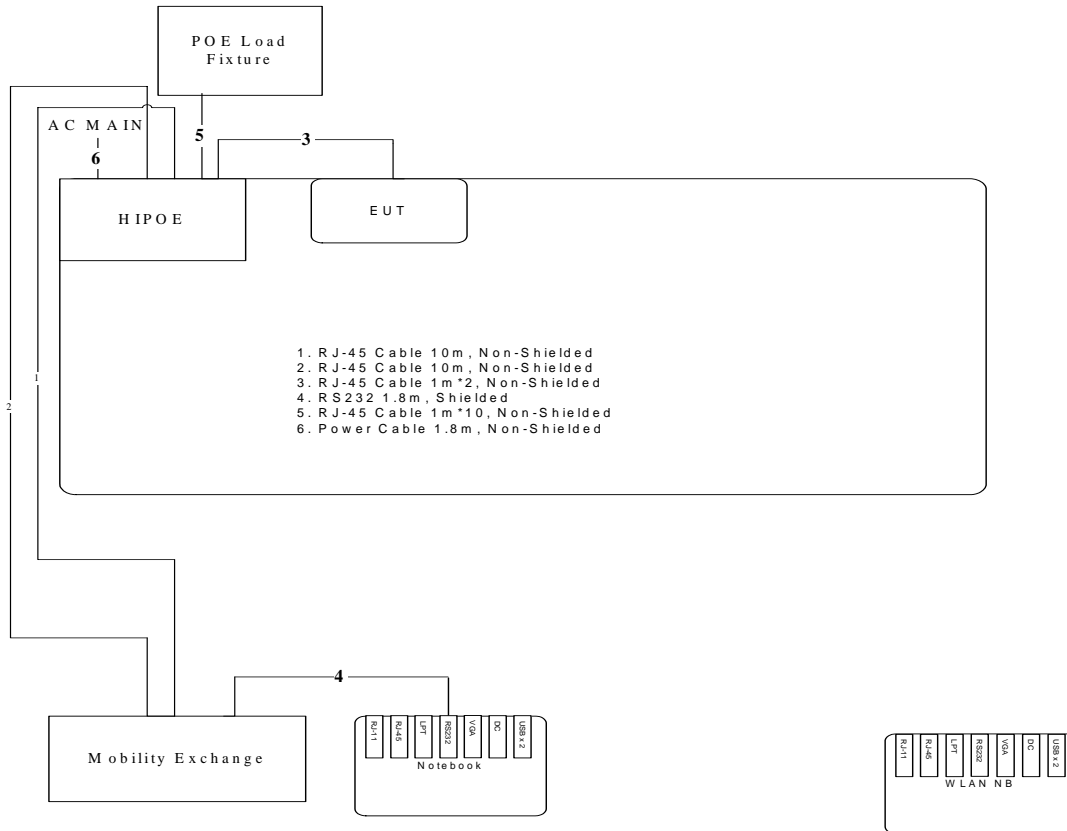 POE Load
Fixture
AC MAIN
5
3
6
HIPOE
EUT
1. RJ-45 Cable 10m, Non-Shielded
2. RJ-45 Cable 10m, Non-Shielded
3. RJ-45 Cable 1m*2, Non-Shielded
4. RS232 1.8m, Shielded
5. RJ-45 Cable 1m*10, Non-Shielded
6. Power Cable 1.8m, Non-Shielded
1
2
4
Mobility Exchange
RJ-11
RJ-45
LPT
RS232
VGA
DC
USB x 2
Notebook
RJ-11
RJ-45
LPT
RS232
VGA
DC
USB x 2
WLAN NB